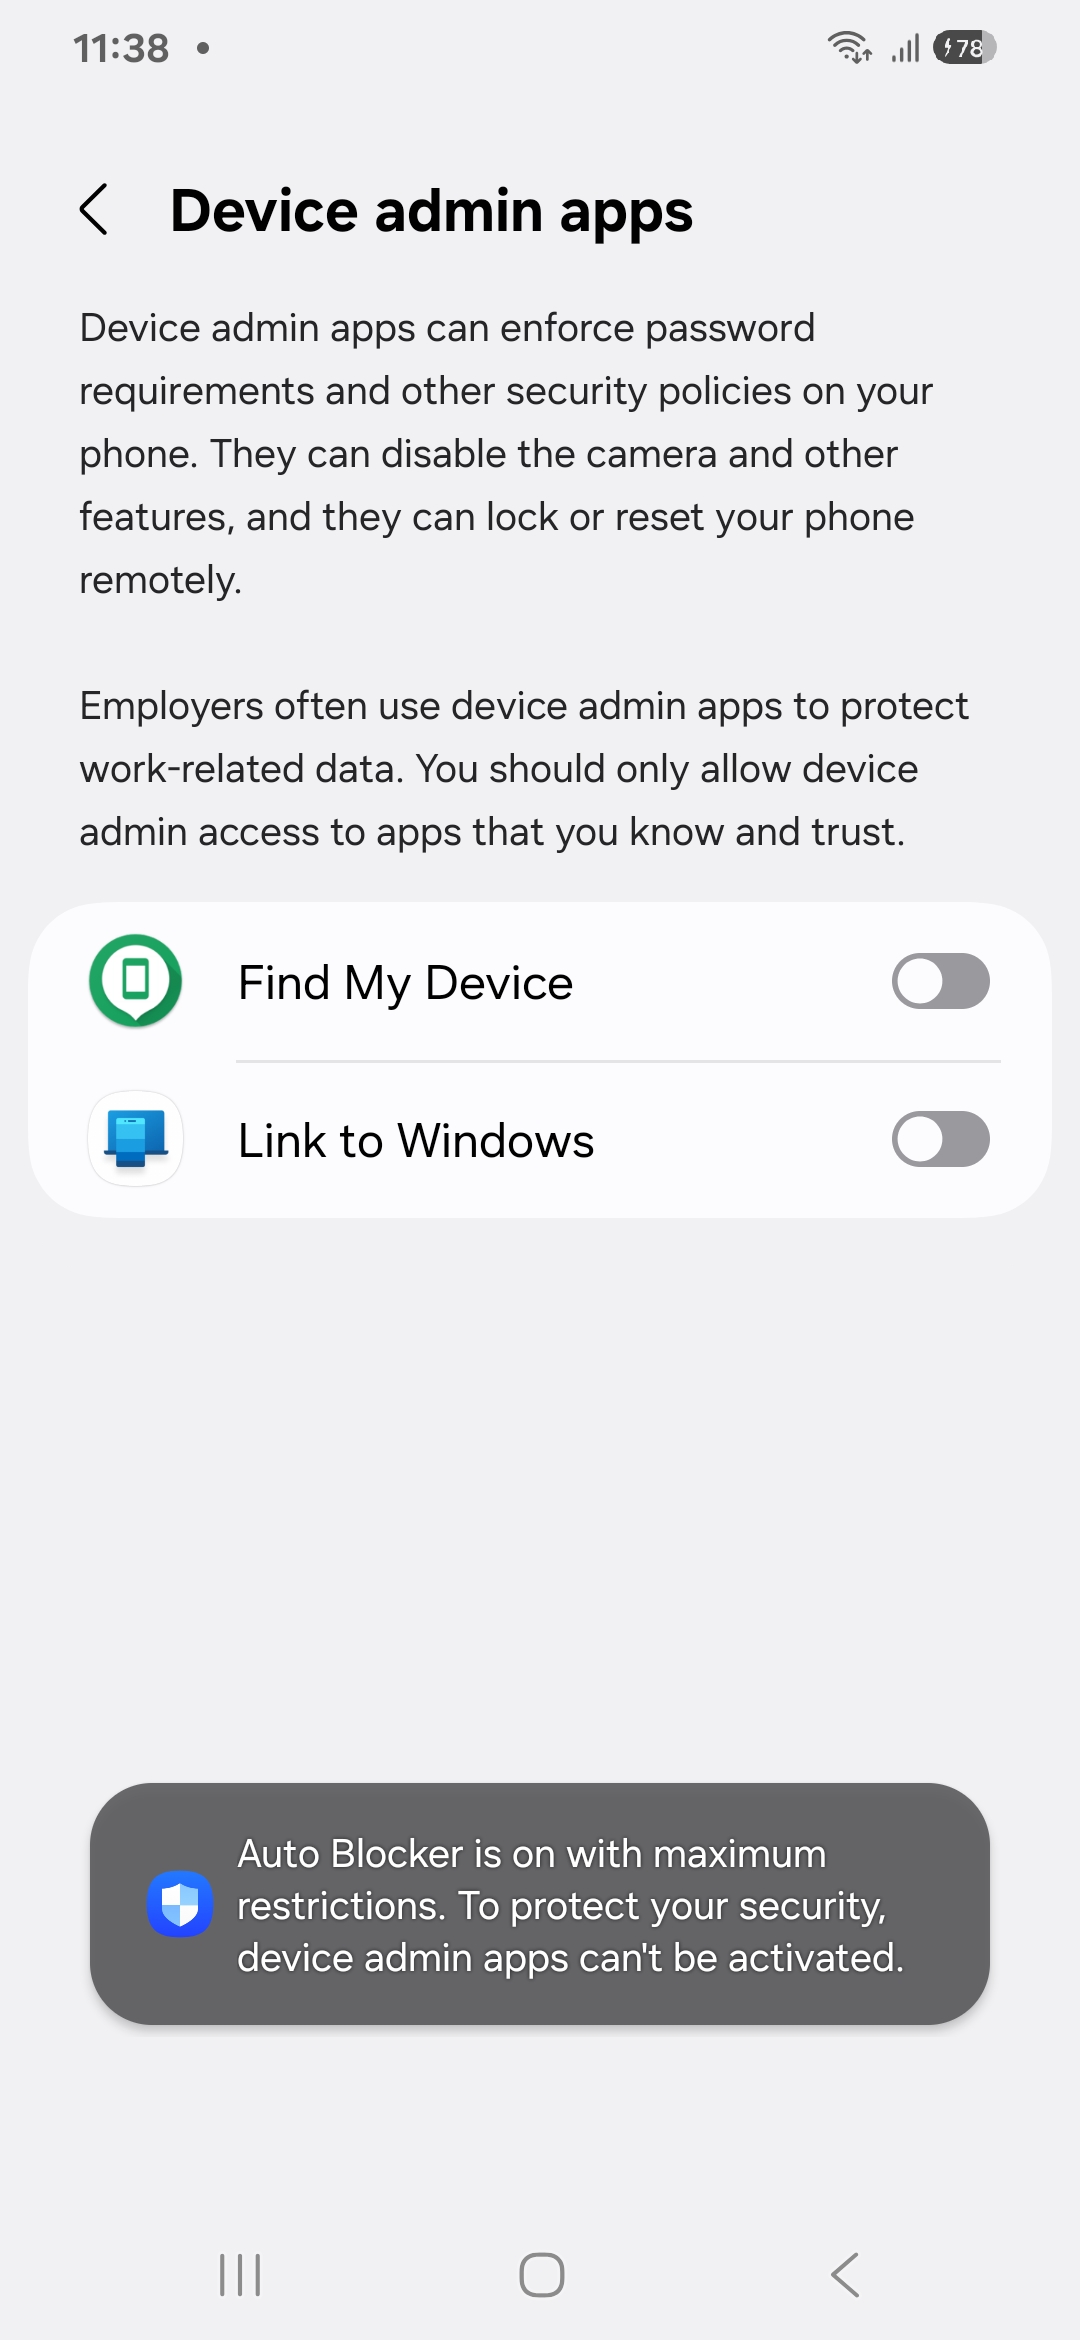 11:38
78
Device admin apps
Device admin apps can enforce password
requirements and other security policies on your
phone. They can disable the camera and other
features, and they can lock or reset your phone
remotely.
Employers often use device admin apps to protect
work-related data. You should only allow device
admin access to apps that you know and trust.
Find My Device
Link to Windows
Auto Blocker is on with maximum
restrictions. To protect your security,
device admin apps can't be activated.